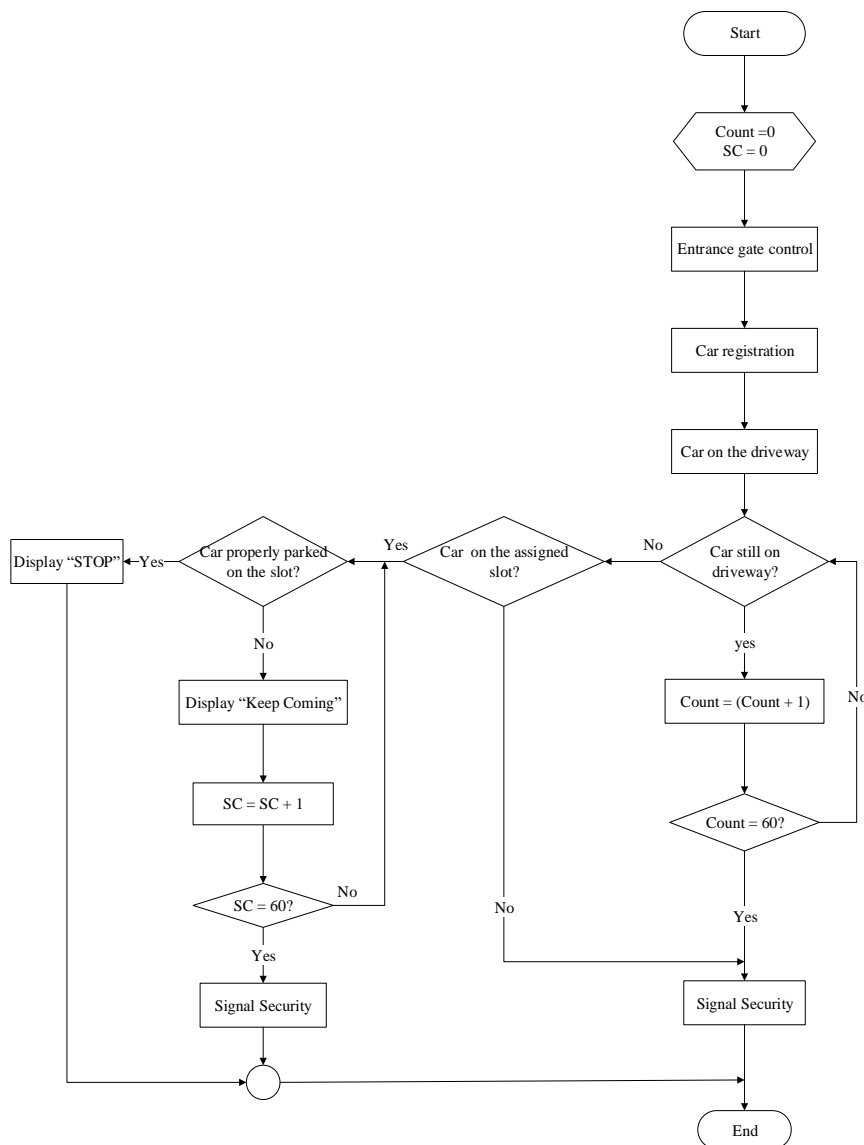 Start
Count =0
SC = 0
Entrance gate control
Car registration
Car on the driveway
Car still on
driveway?
No
Car  on the assigned
slot?
Yes
Car properly parked
on the slot?
Yes
Display “STOP”
No
Display “Keep Coming”
SC = SC + 1
SC = 60?
No
Yes
Signal Security
yes
Count = (Count + 1)
No
Count = 60?
Yes
No
Signal Security
End